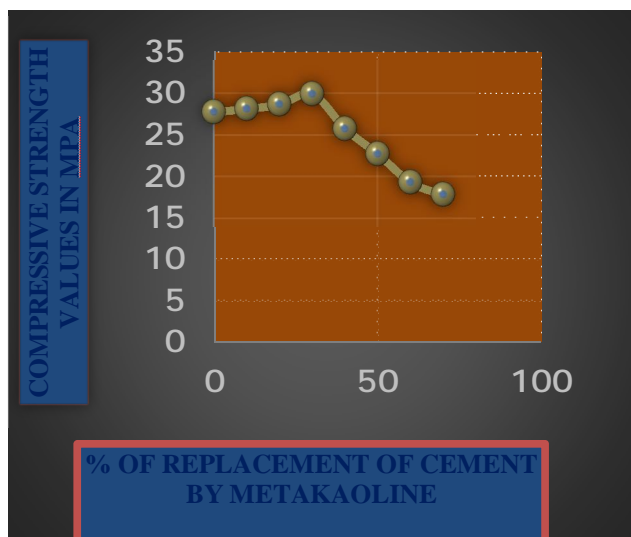 COMPRESSIVE STRENGTH
VALUES IN MPA
35
30
25
20
15
10
5
0
0 50 100
% OF REPLACEMENT OF CEMENT
BY METAKAOLINE